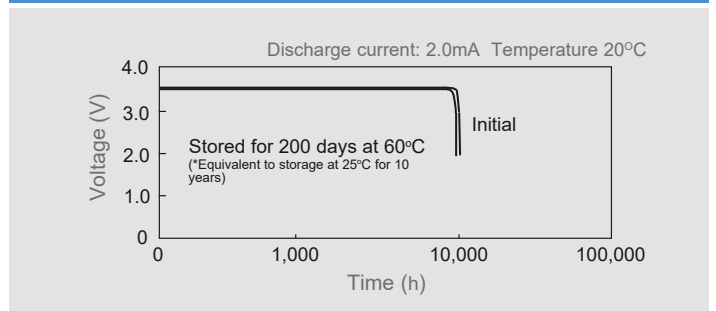 Discharge current: 2.0mA Temperature 20°C
4.0
3.0
2.0
1.0
0
Voltage (V)
Initial
Stored for 200 days at 60°C
(*Equivalent to storage at 25°C for 10
years)
0 1,000 10,000 100,000
Time (h)